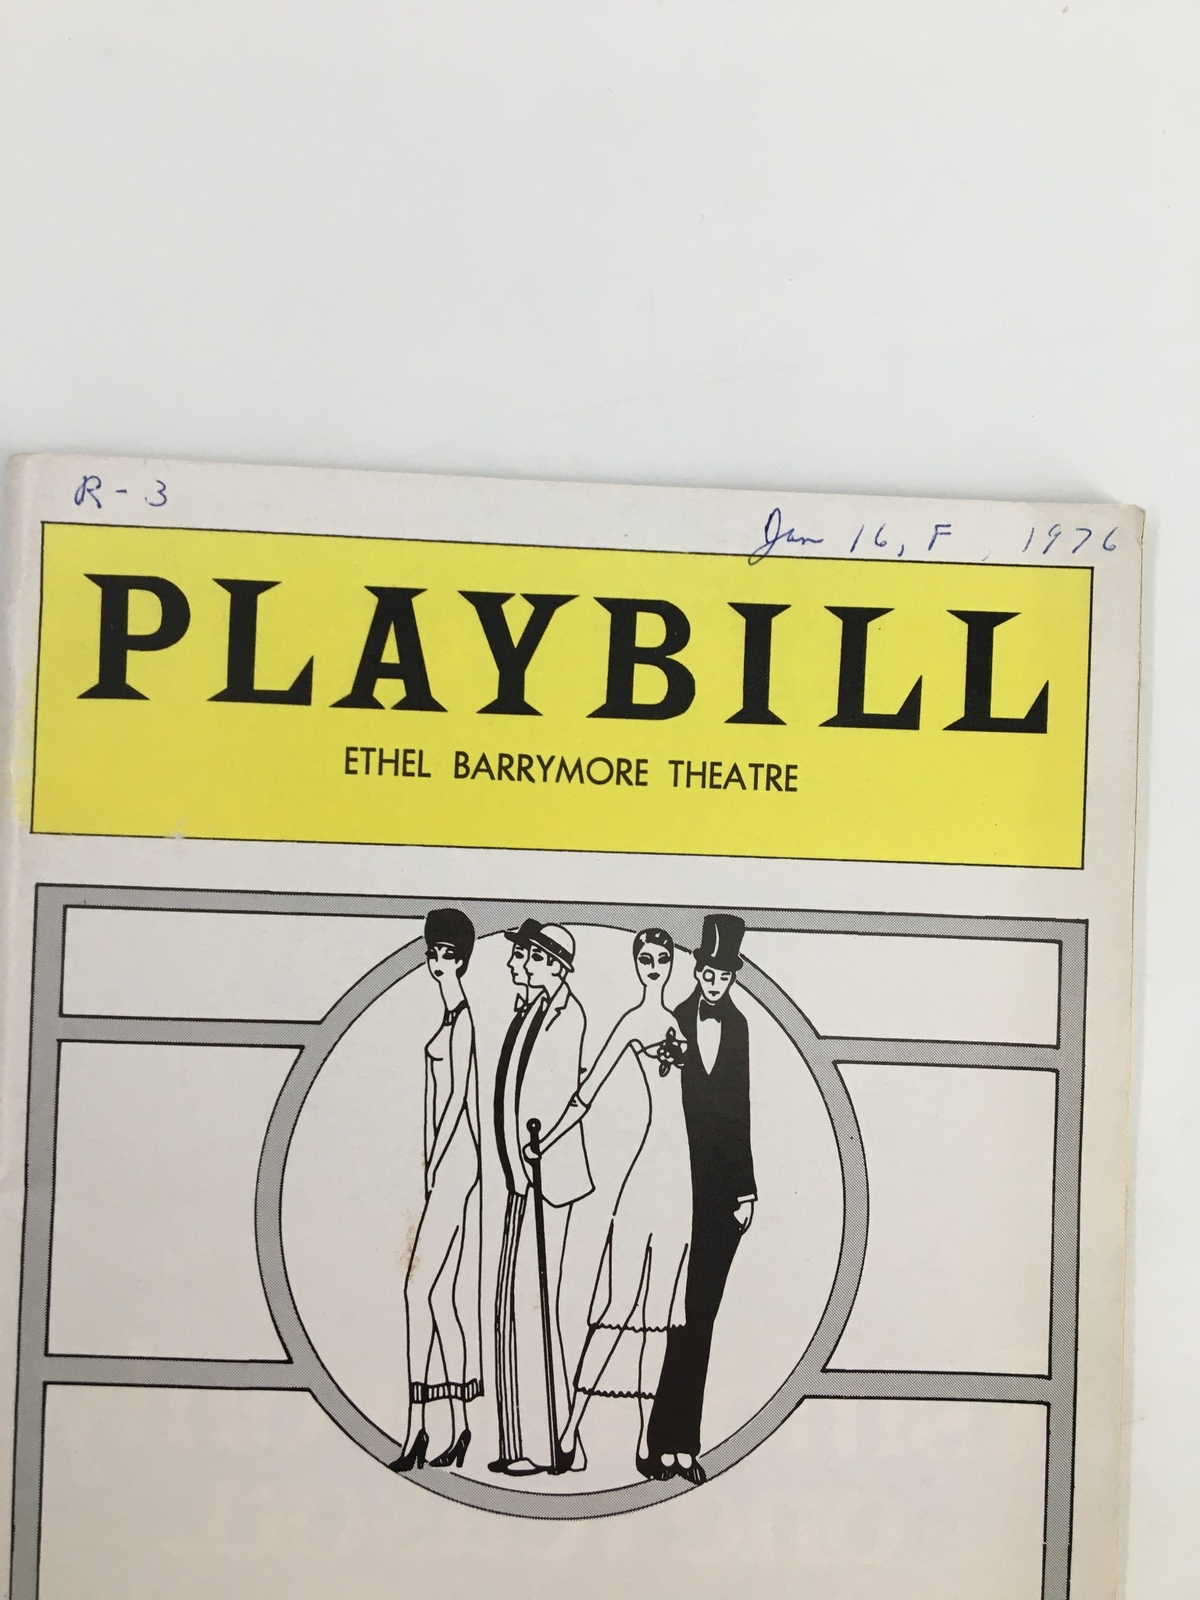 R-3
Jan 16, F, 1976
PLAYBILL
ETHEL BARRYMORE THEATRE